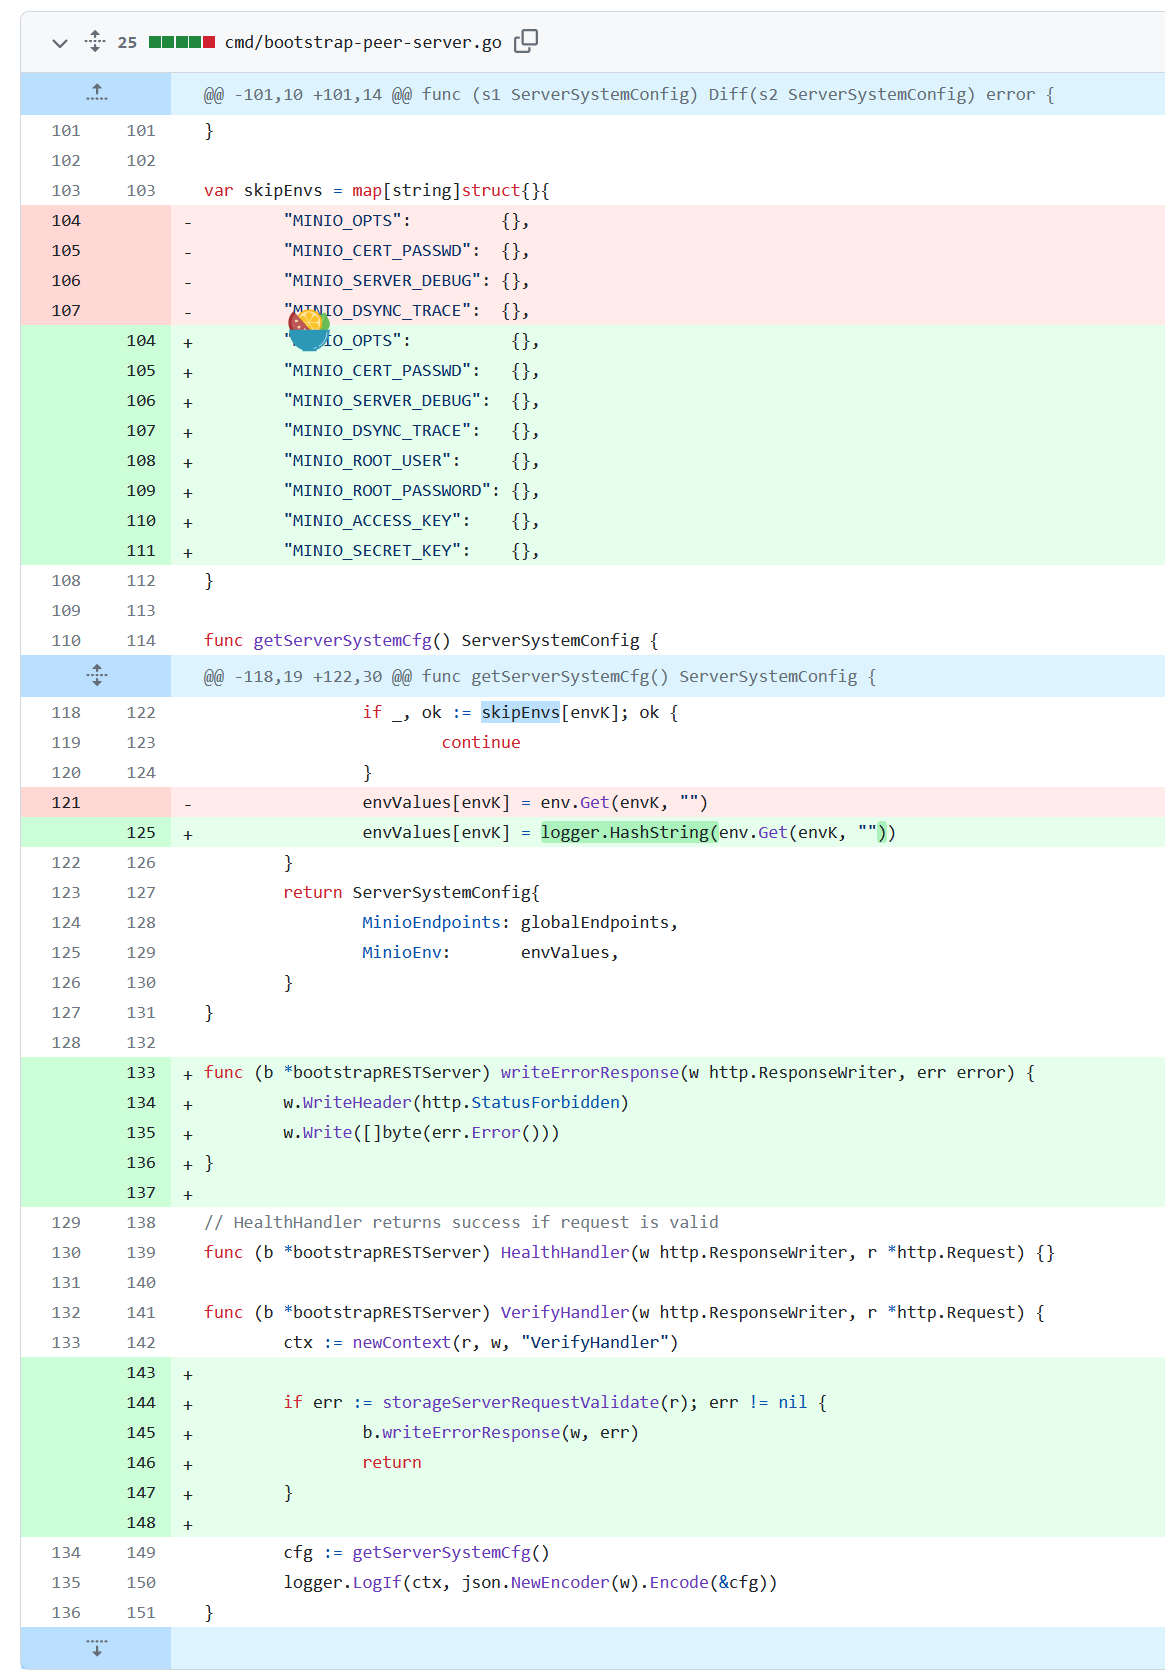 25 cmd/bootstrap-peer-server.go
@@ -101,10 +101,14 @@ func (s1 ServerSystemConfig) Diff(s2 ServerSystemConfig) error {
101 101 }
102 102
103 103 var skipEnvs = map[string]struct{}{
104 - "MINIO_OPTS": {},
105 - "MINIO_CERT_PASSWD": {},
106 - "MINIO_SERVER_DEBUG": {},
107 - "MINIO_DSYNC_TRACE": {},
104 + "MINIO_OPTS": {},
105 + "MINIO_CERT_PASSWD": {},
106 + "MINIO_SERVER_DEBUG": {},
107 + "MINIO_DSYNC_TRACE": {},
108 + "MINIO_ROOT_USER": {},
109 + "MINIO_ROOT_PASSWORD": {},
110 + "MINIO_ACCESS_KEY": {},
111 + "MINIO_SECRET_KEY": {},
108 112 }
109 113
110 114 func getServerSystemCfg() ServerSystemConfig {
@@ -118,19 +122,30 @@ func getServerSystemCfg() ServerSystemConfig {
118 122 if _, ok := skipEnvs[envK]; ok {
119 123 continue
120 124 }
121 - envValues[envK] = env.Get(envK, "")
125 + envValues[envK] = logger.HashString(env.Get(envK, ""))
122 126 }
123 127 return ServerSystemConfig{
124 128 MinioEndpoints: globalEndpoints,
125 129 MinioEnv: envValues,
126 130 }
127 131 }
128 132
133 + func (b *bootstrapRESTServer) writeErrorResponse(w http.ResponseWriter, err error) {
134 + w.WriteHeader(http.StatusForbidden)
135 + w.Write([]byte(err.Error()))
136 + }
137 +
129 138 // HealthHandler returns success if request is valid
130 139 func (b *bootstrapRESTServer) HealthHandler(w http.ResponseWriter, r *http.Request) {}
131 140
132 141 func (b *bootstrapRESTServer) VerifyHandler(w http.ResponseWriter, r *http.Request) {
133 142 ctx := newContext(r, w, "VerifyHandler")
143 +
144 + if err := storageServerRequestValidate(r); err != nil {
145 + b.writeErrorResponse(w, err)
146 + return
147 + }
148 +
134 149 cfg := getServerSystemCfg()
135 150 logger.LogIf(ctx, json.NewEncoder(w).Encode(&cfg))
136 151 }